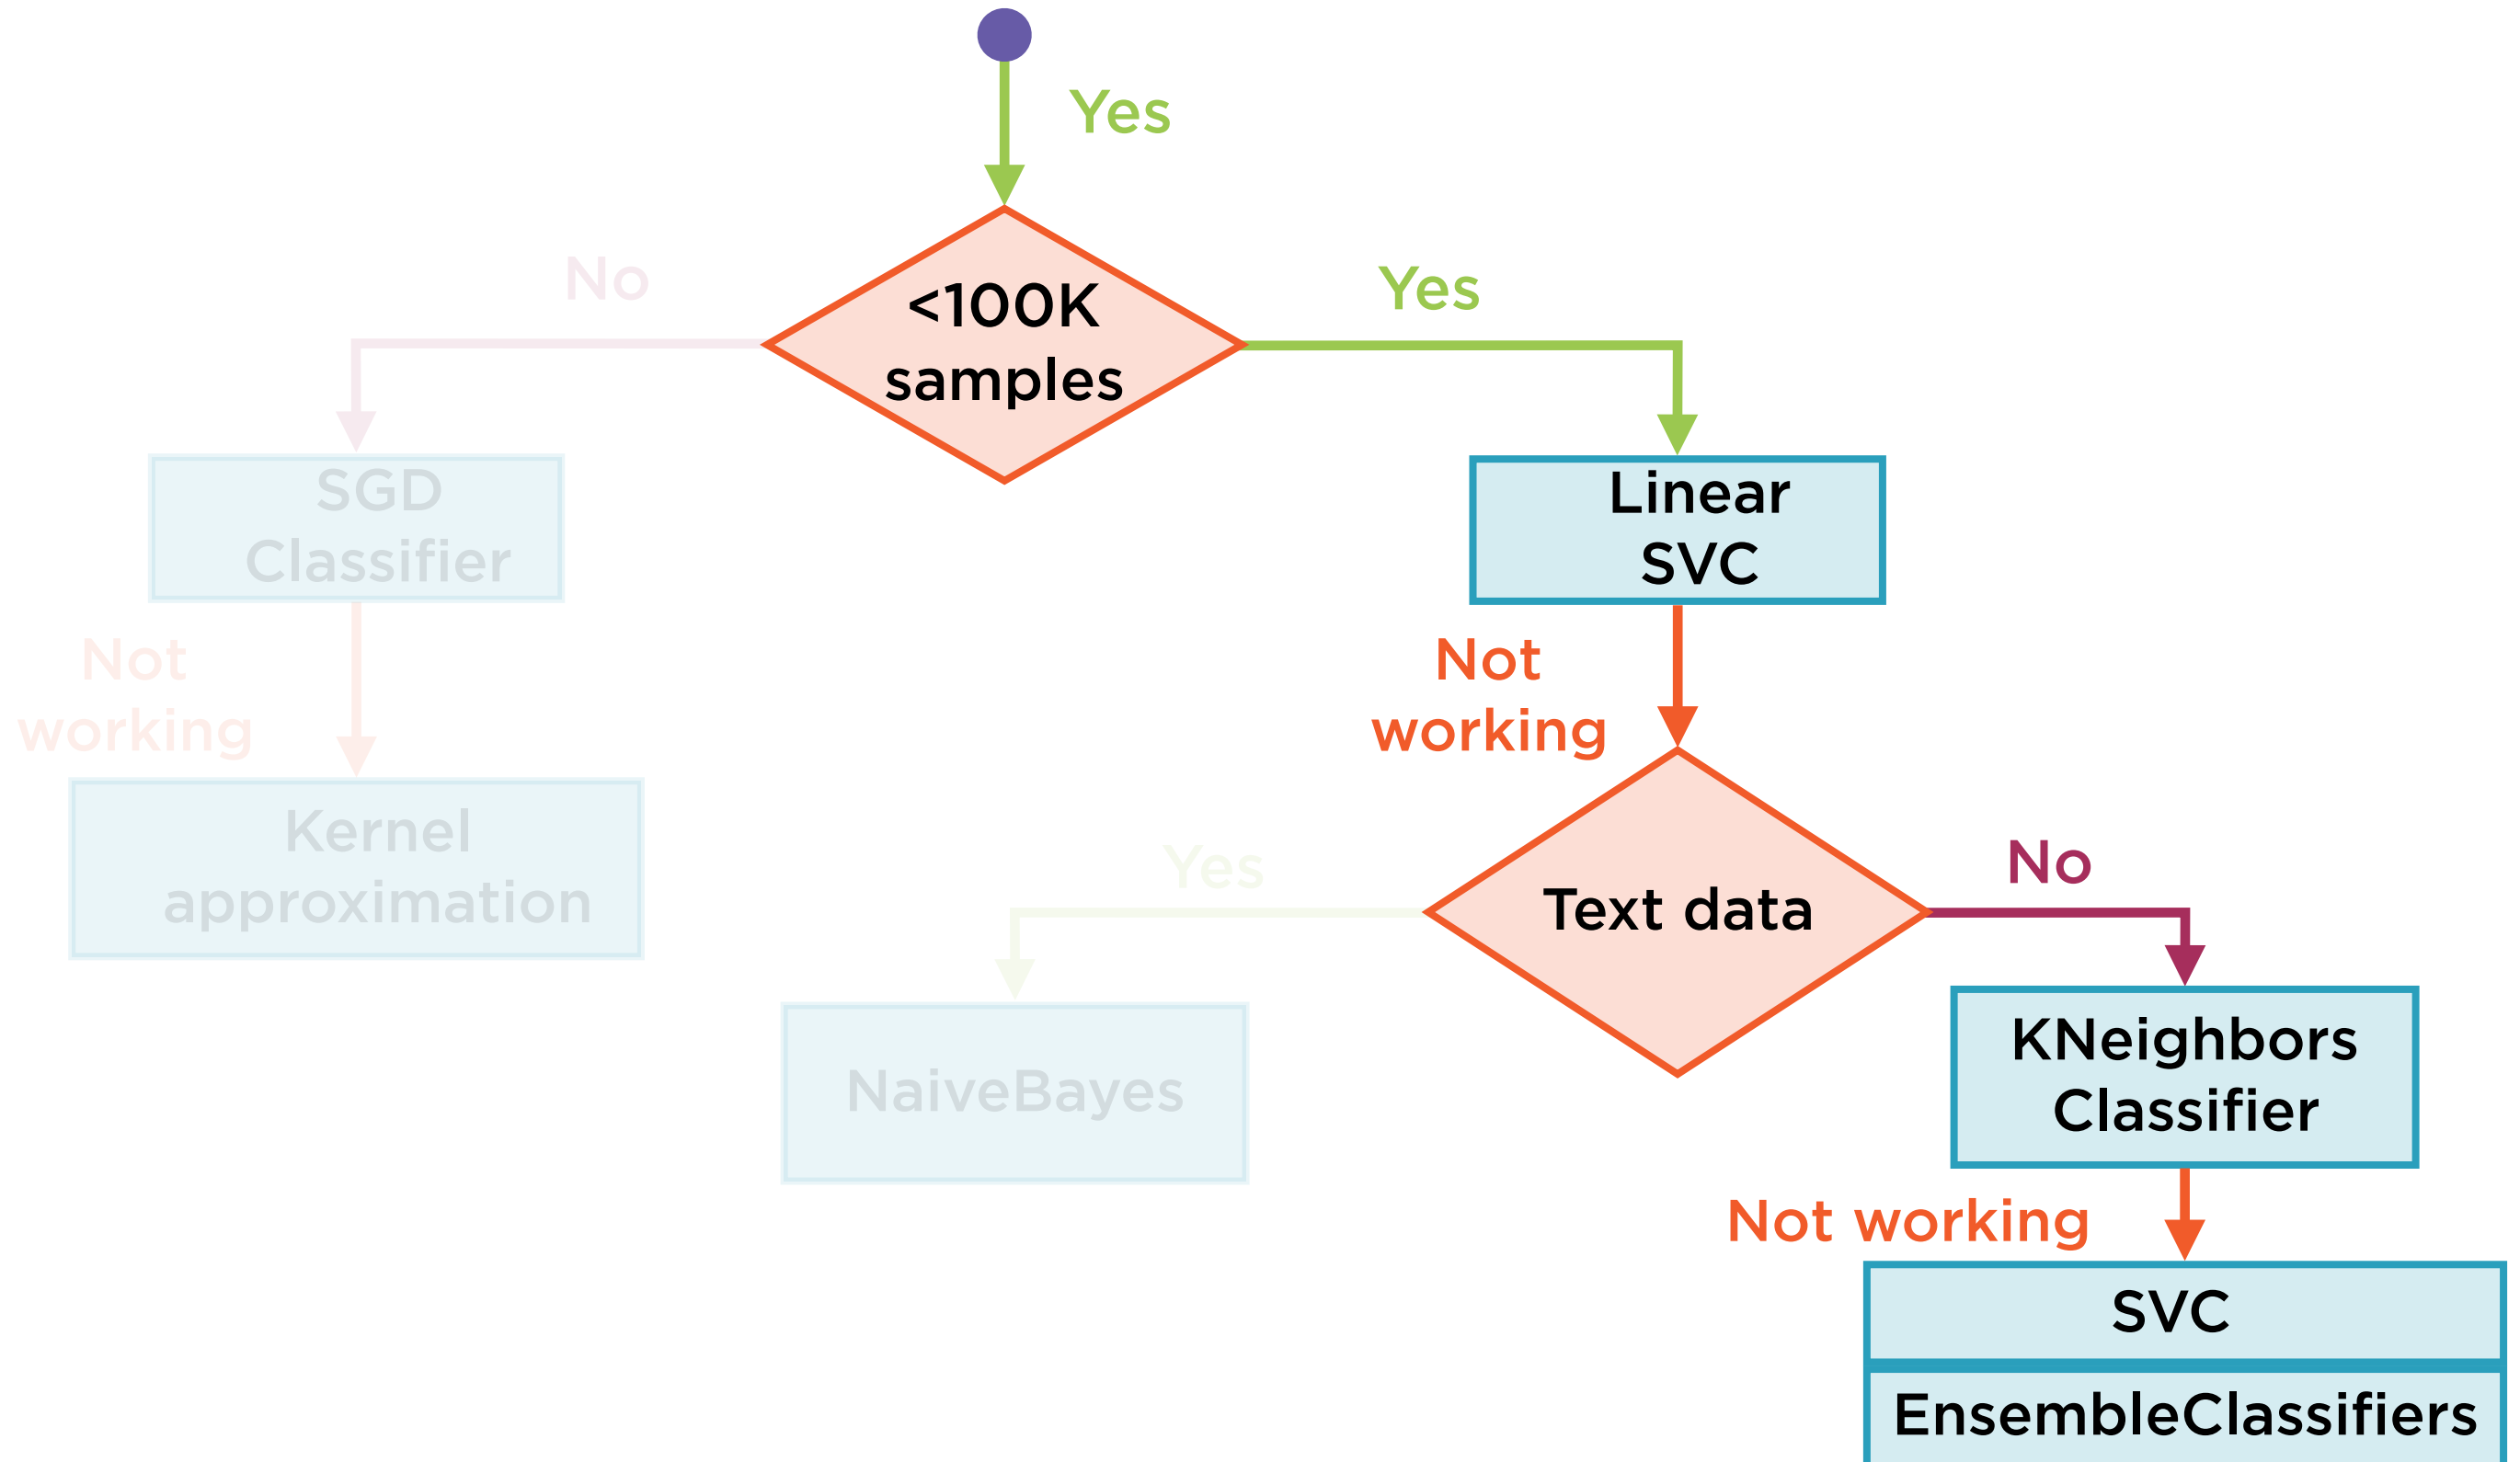 Yes
No
Yes
<100K
samples
SGD
Classifier
Linear
SVC
Not
working
Not
working
Kernel
approximation
Yes
Text data
No
NaiveBayes
KNeighbors
Classifier
Not working
SVC
EnsembleClassifiers